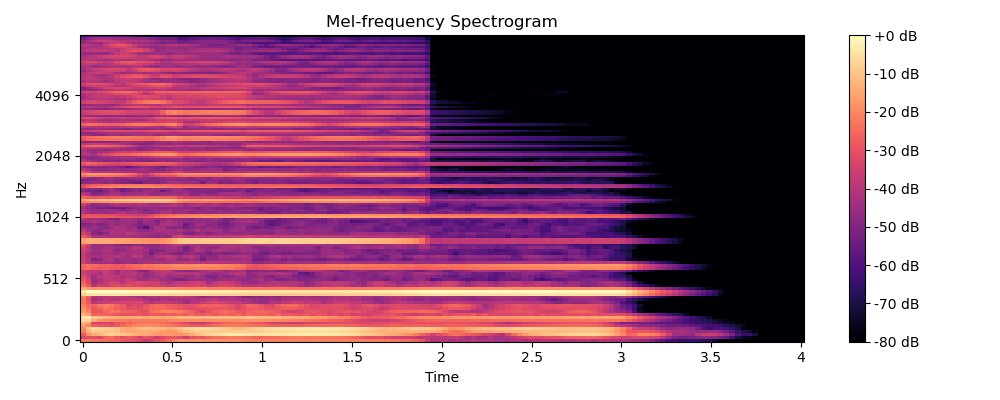 Mel-frequency Spectrogram
Hz
4096
2048
1024
512
0
0
0.5
1
1.5
2
2.5
3
3.5
4
Time
+0 dB
-10 dB
-20 dB
-30 dB
-40 dB
-50 dB
-60 dB
-70 dB
-80 dB